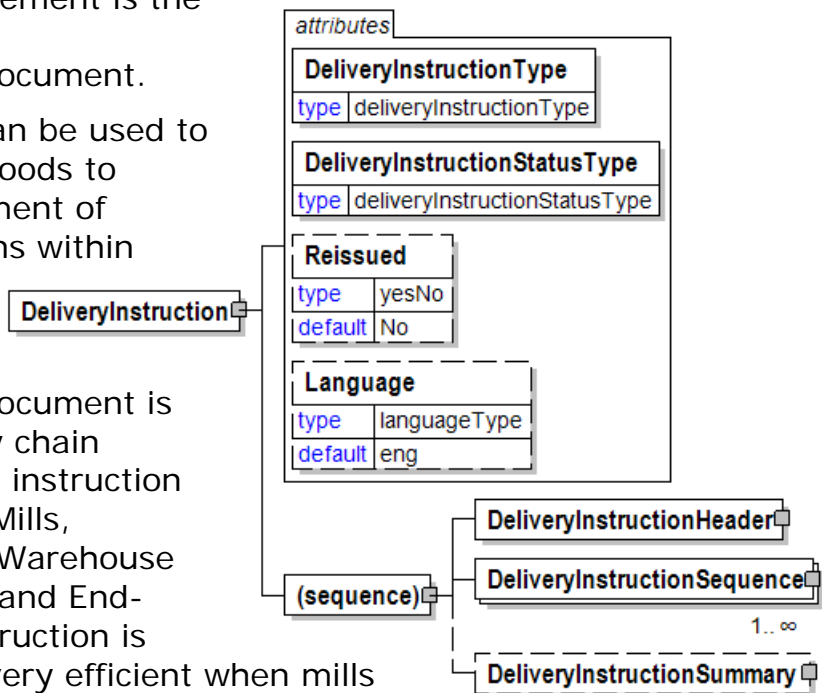 ement is the
ocument.
an be used to
oods to
nent of
ns within
ocument is
y chain
instruction
Mills,
Warehouse
and End-
ruction is
very efficient when mills
attributes
DeliveryInstructionType
type deliveryInstructionType
DeliveryInstructionStatusType
type deliveryInstructionStatusType
Reissued
type yesNo
default No
Language
type languageType
default eng
DeliveryInstruction
(sequence)
DeliveryInstructionHeader
DeliveryInstructionSequence
1.. ∞
DeliveryInstructionSummary